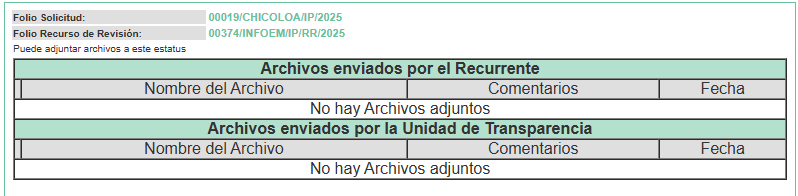 Folio Solicitud: 00019/CHICOLOA/IP/2025
Folio Recurso de Revisión: 00374/INFOEM/IP/RR/2025
Puede adjuntar archivos a este estatus
Archivos enviados por el Recurrente
Nombre del Archivo Comentarios Fecha
No hay Archivos adjuntos
Archivos enviados por la Unidad de Transparencia
Nombre del Archivo Comentarios Fecha
No hay Archivos adjuntos